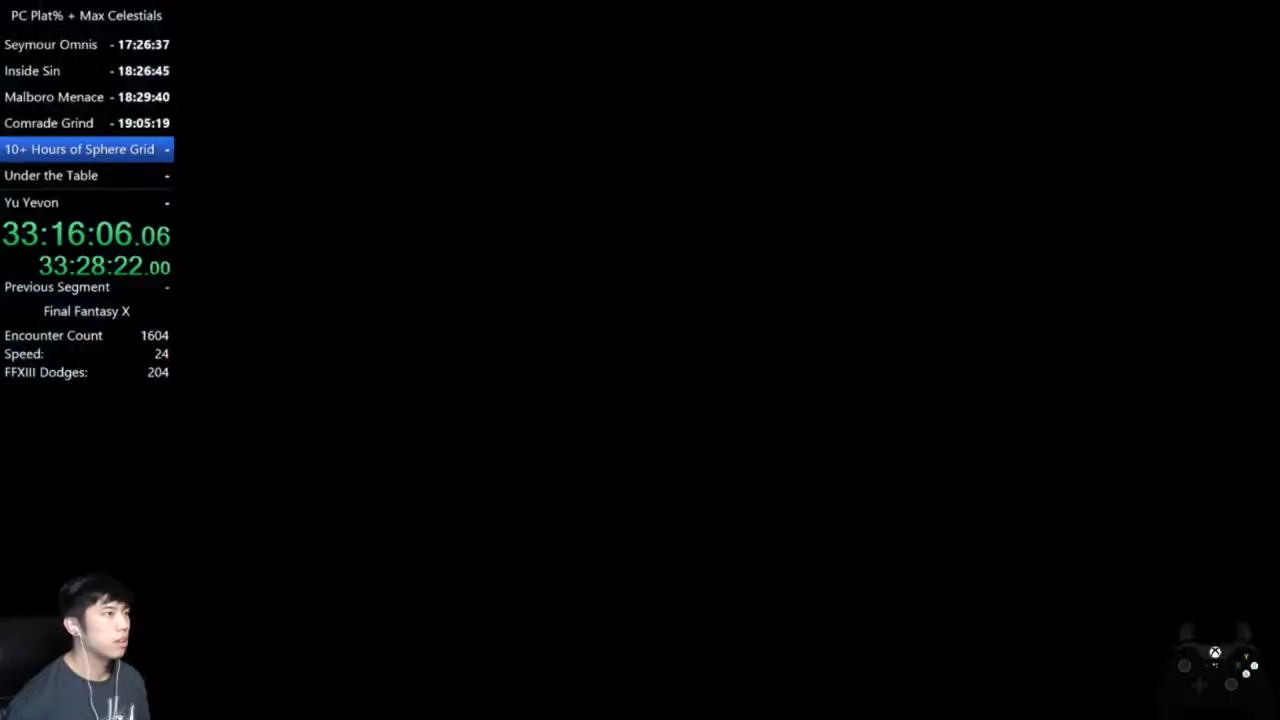 PC Plat% + Max Celestials
Seymour Omnis - 17:26:37
Inside Sin - 18:26:45
Malboro Menace - 18:29:40
Comrade Grind - 19:05:19
10+ Hours of Sphere Grid -
Under the Table -
Yu Yevon -
33:16:06.06
33:28:22.00
Previous Segment -
Final Fantasy X
Encounter Count 1604
Speed: 24
FFXIII Dodges: 204